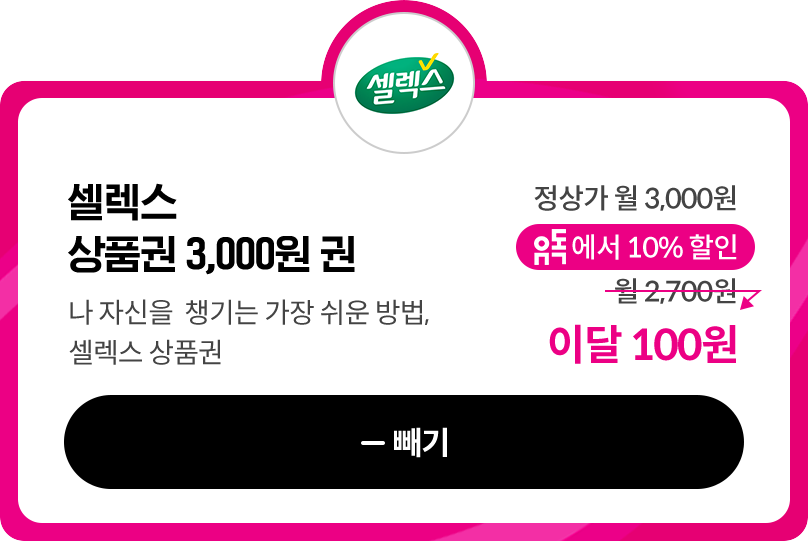 셀렉스
셀렉스
상품권 3,000원 권
나 자신을 챙기는 가장 쉬운 방법,
셀렉스 상품권
정상가 월 3,000원
유독에서 10% 할인
월 2,700원
이달 100원
– 빼기